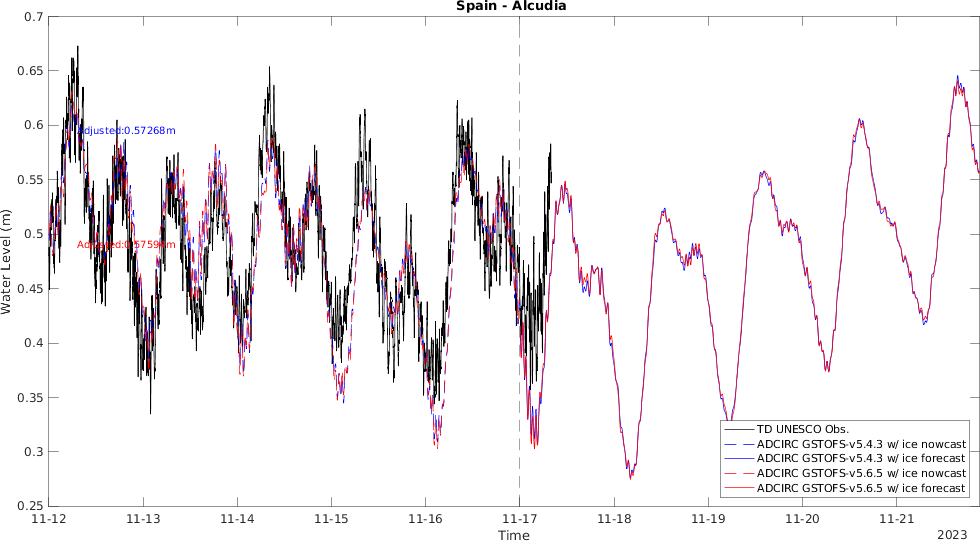 Spain - Alcudia
0.7
0.65
0.6
0.55
0.5
0.45
0.4
0.35
0.3
0.25
Water Level (m)
Adjusted:0.57268m
Adjusted:0.5759m
TD UNESCO Obs.
ADCIRC GSTOFS-v5.4.3 w/ ice nowcast
ADCIRC GSTOFS-v5.4.3 w/ ice forecast
ADCIRC GSTOFS-v5.6.5 w/ ice nowcast
ADCIRC GSTOFS-v5.6.5 w/ ice forecast
11-12 11-13 11-14 11-15 11-16 11-17 11-18 11-19 11-20 11-21
Time
2023